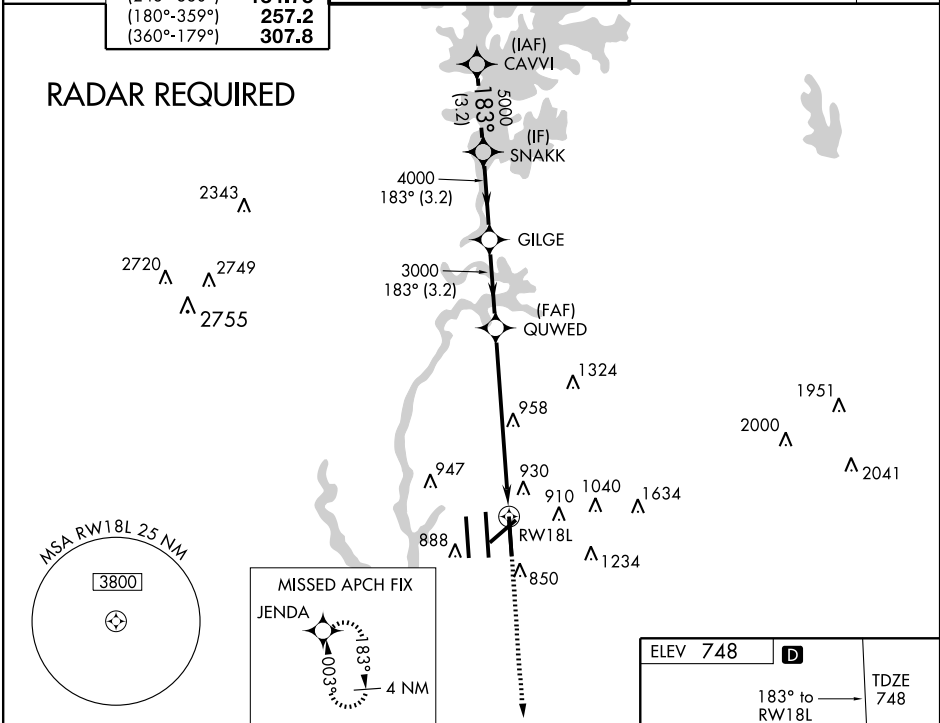 (180°-359°) 257.2
(360°-179°) 307.8
RADAR REQUIRED
(IAF)
CAVVI
5000
183°
(3.2)
(IF)
SNAKK
4000
183° (3.2)
2343
GILGE
2720
2749
3000
183° (3.2)
2755
(FAF)
QUWED
1324
1951
958
2000
2041
947
930
910
1040
1634
RW18L
888
1234
850
MSA RW18L 25 NM
3800
MISSED APCH FIX
JENDA
183°
003°
4 NM
ELEV 748
D
TDZE
748
183° to
RW18L